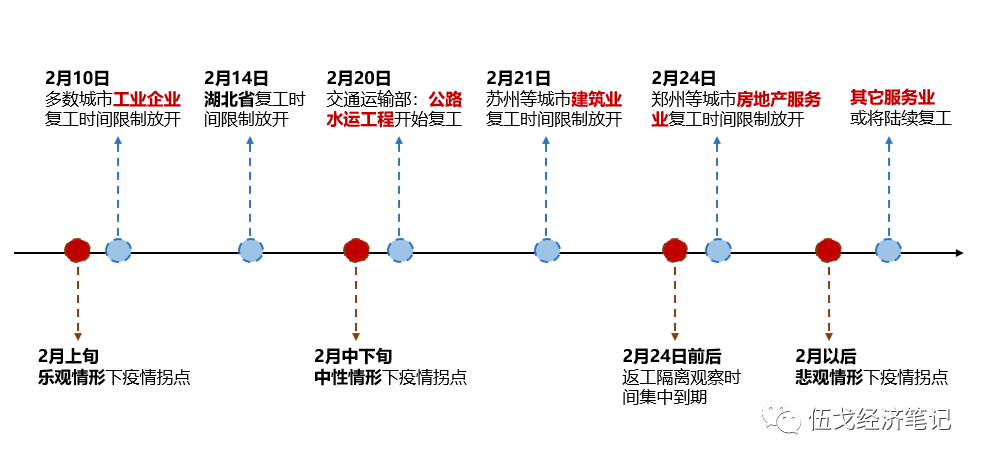 2月10日
多数城市工业企业
复工时间限制放开
2月14日
湖北省复工时
间限制放开
2月20日
交通运输部：公路
水运工程开始复工
2月21日
苏州等城市建筑业
复工时间限制放开
2月24日
郑州等城市房地产服务
业复工时间限制放开
其它服务业
或将陆续复工
2月上旬
乐观情形下疫情拐点
2月中下旬
中性情形下疫情拐点
2月24日前后
返工隔离观察时
间集中到期
2月以后
悲观情形下疫情拐点
伍戈经济笔记